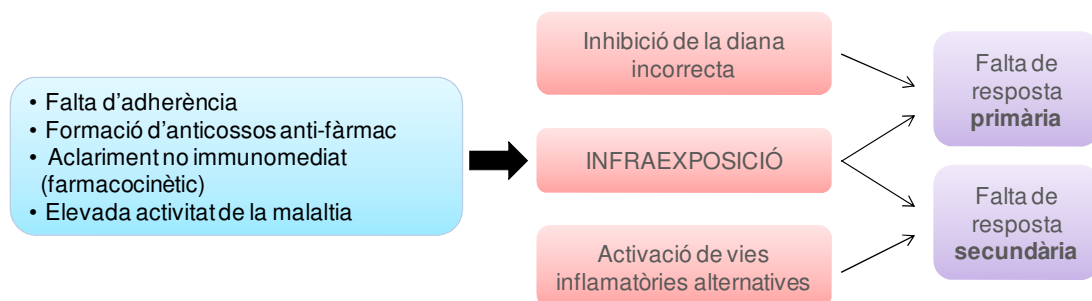 • Falta d'adherència
• Formació d'anticossos anti-fàrmac
• Aclariment no immunomediat
(farmacocinètic)
• Elevada activitat de la malaltia
Inhibició de la diana
incorrecta
INFRAEXPOSICIÓ
Activació de vies
inflamatòries alternatives
Falta de
resposta
primària
Falta de
resposta
secundària